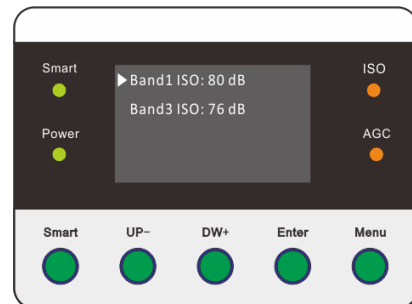 Smart
ISO
Band1 ISO: 80 dB
Band3 ISO: 76 dB
Power
AGC
Smart
UP-
DW+
Enter
Menu